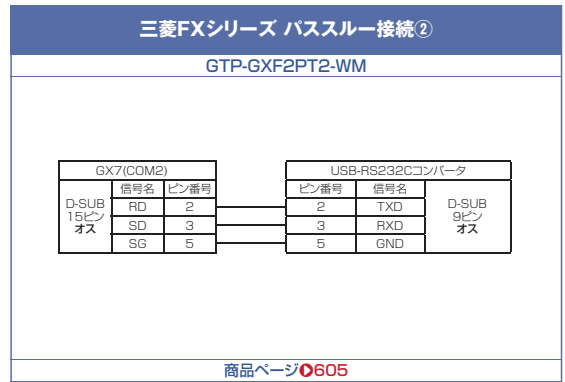 三菱FXシリーズ パススルー接続②
GTP-GXF2PT2-WM
GX7(COM2) USB-RS232Cコンバータ
D-SUB 15ピン オス 信号名 ピン番号 ピン番号 信号名 D-SUB 9ピン オス
RD 2 2 TXD
SD 3 3 RXD
SG 5 5 GND
商品ページ605